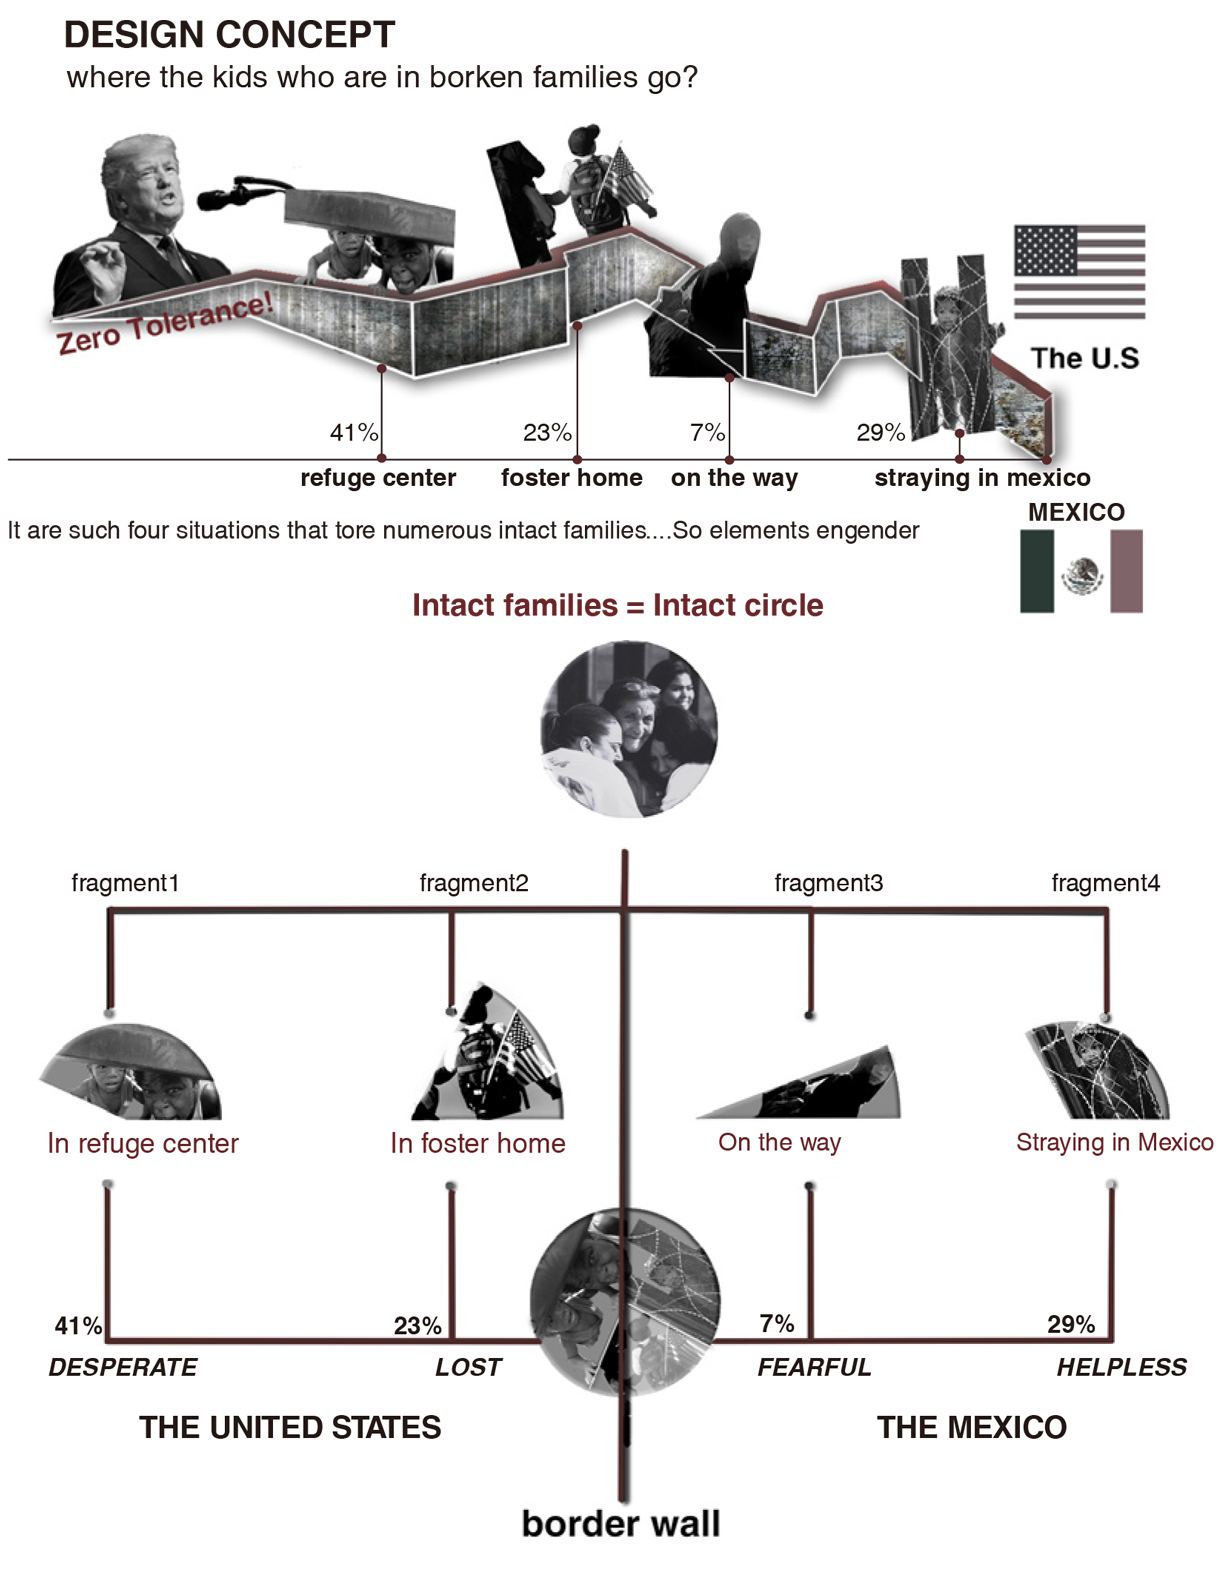 DESIGN CONCEPT
where the kids who are in borken families go?
Zero Tolerance!
The U.S
41%
23%
7%
29%
refuge center
foster home
on the way
straying in mexico
MEXICO
It are such four situations that tore numerous intact families....So elements engender
Intact families = Intact circle
fragment1
fragment2
fragment3
fragment4
In refuge center
In foster home
On the way
Straying in Mexico
41%
23%
7%
29%
DESPERATE
LOST
FEARFUL
HELPLESS
THE UNITED STATES
THE MEXICO
border wall